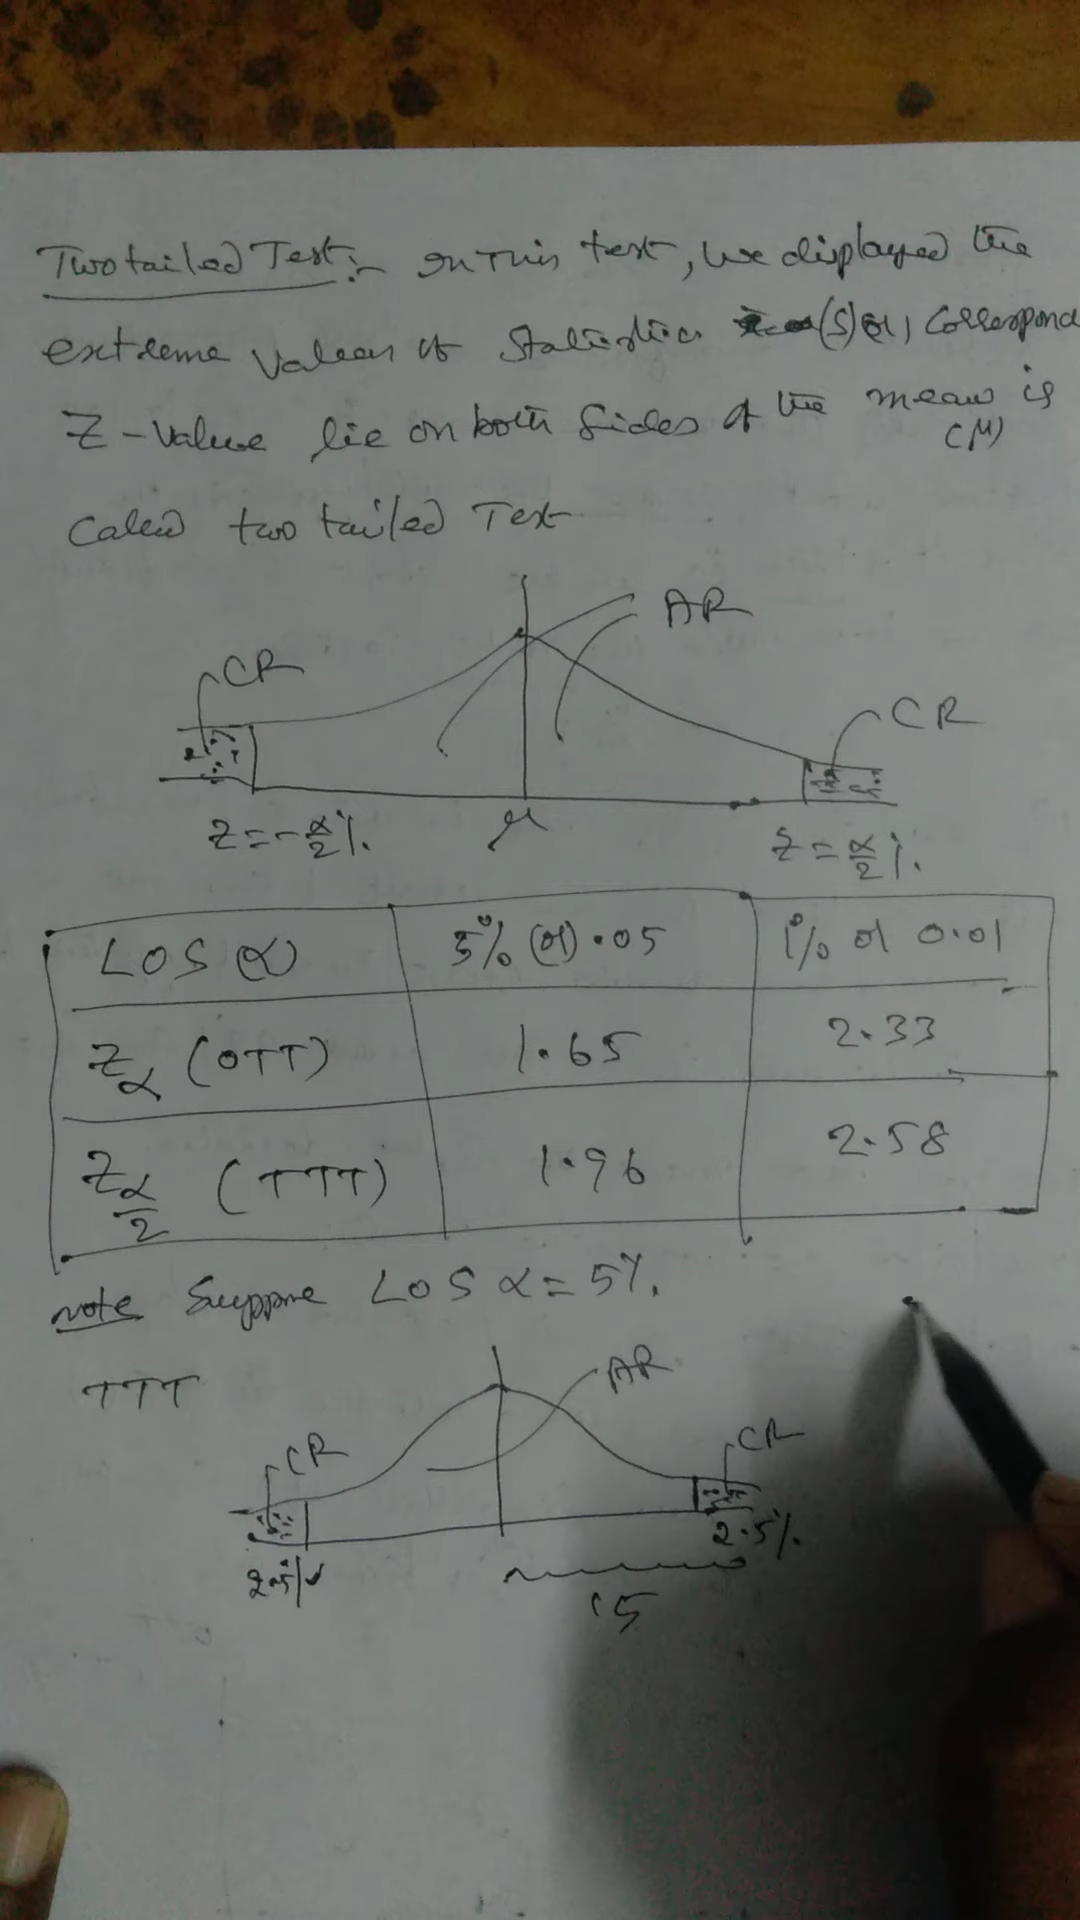 Two tailed Test:- In This test, we displayed the
extreme values of Statistics (S) or, Correspond
Z-Value lie on both Sides of the mean is
(μ)
Called two tailed Test
AR
CR
CR
Z=-α/2%.
μ
Z=α/2%.
LOS α 5% (or) .05 1% or 0.01
Zα (OTT) 1.65 2.33
Zα/2 (TTT) 1.96 2.58
note Suppose LOS α=5%.
TTT
AR
CR
CR
2.5%
2.5%.